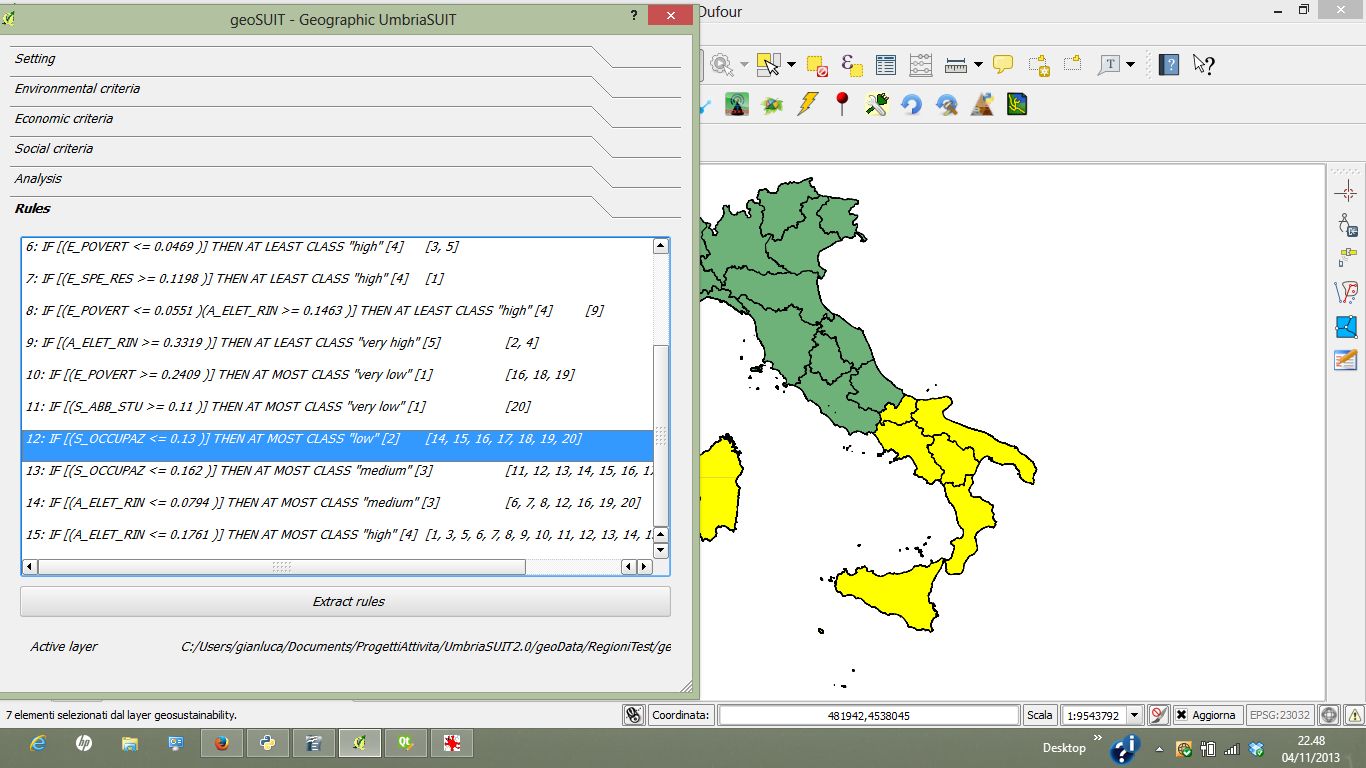 geoSUIT - Geographic UmbriaSUIT
?
Dufour
Setting
Environmental criteria
Economic criteria
Social criteria
Analysis
Rules
6: IF [(E_POVERT <= 0.0469 )] THEN AT LEAST CLASS "high" [4] [3, 5]
7: IF [(E_SPE_RES >= 0.1198 )] THEN AT LEAST CLASS "high" [4] [1]
8: IF [(E_POVERT <= 0.0551 )(A_ELET_RIN >= 0.1463 )] THEN AT LEAST CLASS "high" [4] [9]
9: IF [(A_ELET_RIN >= 0.3319 )] THEN AT LEAST CLASS "very high" [5] [2, 4]
10: IF [(E_POVERT >= 0.2409 )] THEN AT MOST CLASS "very low" [1] [16, 18, 19]
11: IF [(S_ABB_STU >= 0.11 )] THEN AT MOST CLASS "very low" [1] [20]
12: IF [(S_OCCUPAZ <= 0.13 )] THEN AT MOST CLASS "low" [2] [14, 15, 16, 17, 18, 19, 20]
13: IF [(S_OCCUPAZ <= 0.162 )] THEN AT MOST CLASS "medium" [3] [11, 12, 13, 14, 15, 16, 17
14: IF [(A_ELET_RIN <= 0.0794 )] THEN AT MOST CLASS "medium" [3] [6, 7, 8, 12, 16, 19, 20]
15: IF [(A_ELET_RIN <= 0.1761 )] THEN AT MOST CLASS "high" [4] [1, 3, 5, 6, 7, 8, 9, 10, 11, 12, 13, 14, 1
Extract rules
Active layer C:/Users/gianluca/Documents/ProgettiAttivita/UmbriaSUIT2.0/geoData/RegioniTest/ge
7 elementi selezionati dal layer geosustainability.
Coordinata: 481942,4538045 Scala 1:9543792 Aggiorna EPSG:23032
Desktop
22.48
04/11/2013